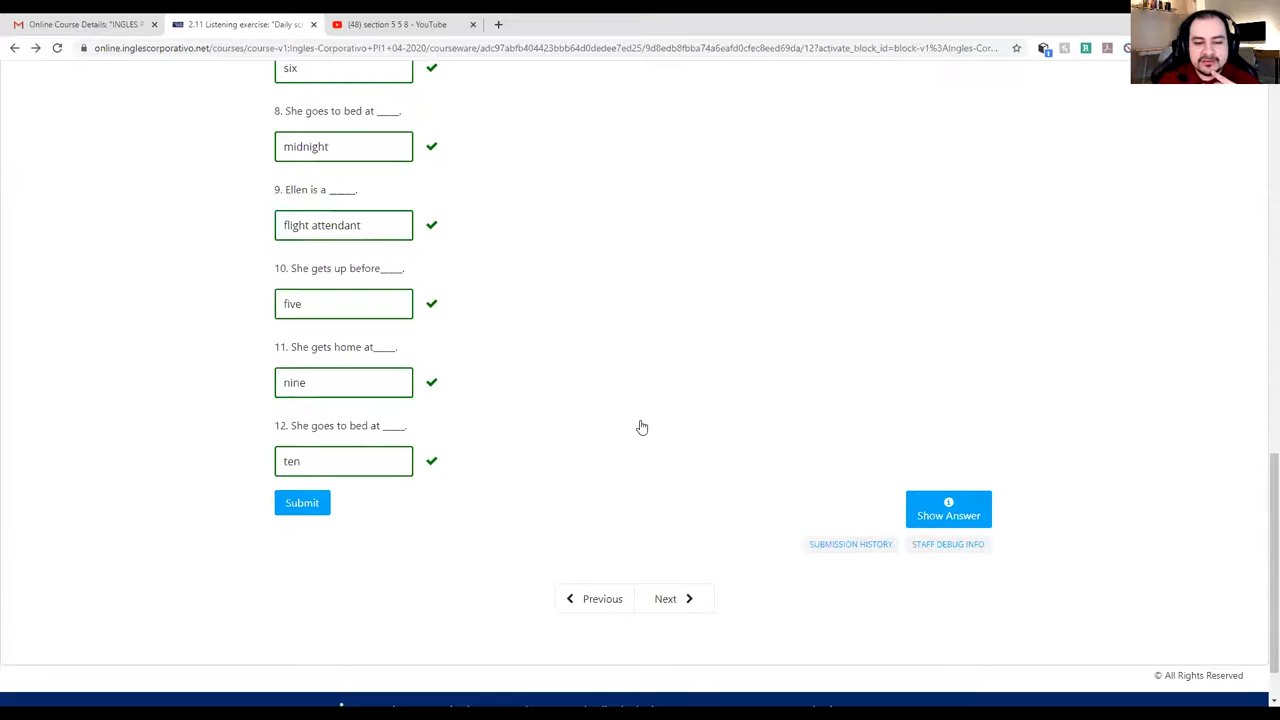 Online Course Details: "INGLES
2.11 Listening exercise: "Daily s
(48) section 5 5 8 - YouTube
online.inglescorporativo.net/courses/course-v1:Ingles-Corporativo+PI1+04-2020/courseware/adc97abfb404423bbb64d0dedee7ed25/9d8edb8fbba74a6eafd0cfec8eed69da/12?activate_block_id=block-v1%3AIngles-Cor...
six
8. She goes to bed at ____.
midnight
9. Ellen is a _____.
flight attendant
10. She gets up before____.
five
11. She gets home at____.
nine
12. She goes to bed at ____.
ten
Submit
Show Answer
SUBMISSION HISTORY
STAFF DEBUG INFO
Previous
Next
© All Rights Reserved